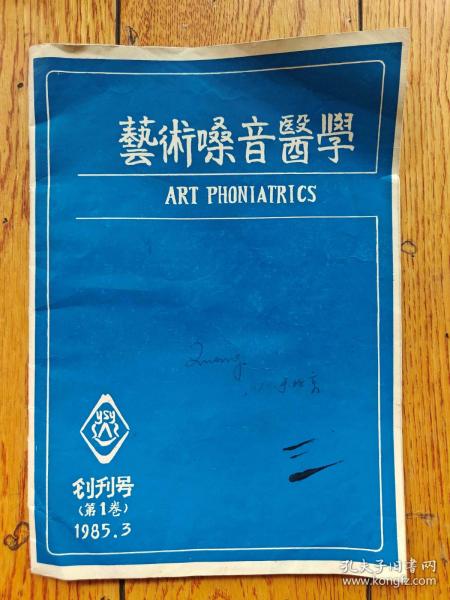 藝術嗓音醫學
ART PHONIATRICS
ysy
创刊号
(第1卷)
1985.3
孔夫子旧书网
www.kongfz.com